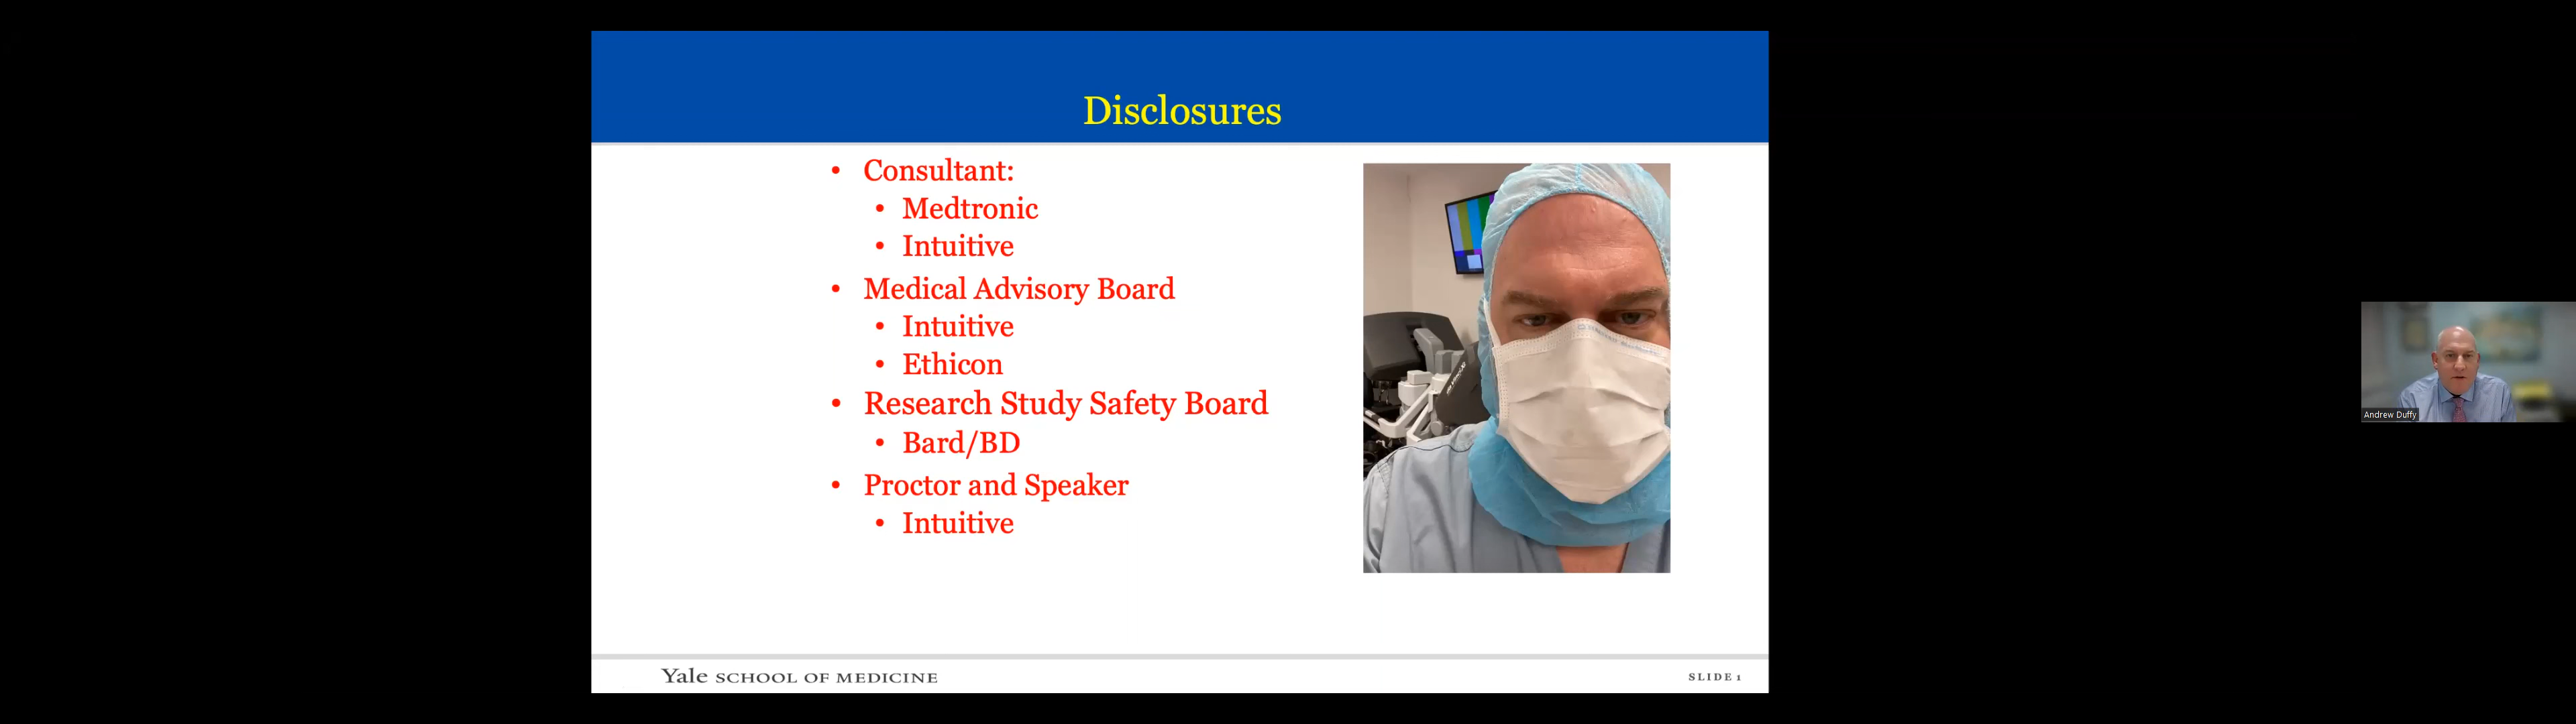 Disclosures
• Consultant:
• Medtronic
• Intuitive
• Medical Advisory Board
• Intuitive
• Ethicon
• Research Study Safety Board
• Bard/BD
• Proctor and Speaker
• Intuitive
Yale SCHOOL OF MEDICINE
SLIDE 1
Andrew Duffy